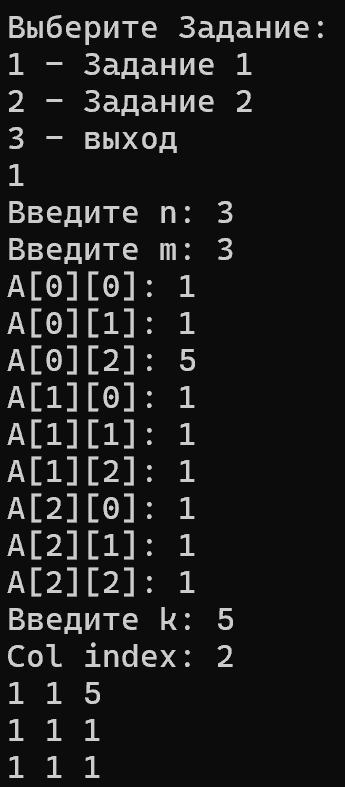 Выберите Задание:
1 – Задание 1
2 – Задание 2
3 – выход
1
Введите n: 3
Введите m: 3
A[0][0]: 1
A[0][1]: 1
A[0][2]: 5
A[1][0]: 1
A[1][1]: 1
A[1][2]: 1
A[2][0]: 1
A[2][1]: 1
A[2][2]: 1
Введите k: 5
Col index: 2
1 1 5
1 1 1
1 1 1